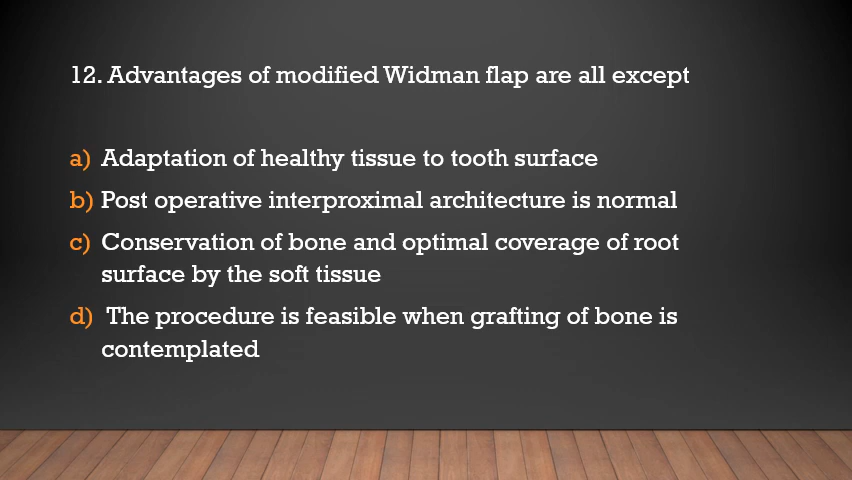 12. Advantages of modified Widman flap are all except
a) Adaptation of healthy tissue to tooth surface
b) Post operative interproximal architecture is normal
c) Conservation of bone and optimal coverage of root
surface by the soft tissue
d) The procedure is feasible when grafting of bone is
contemplated